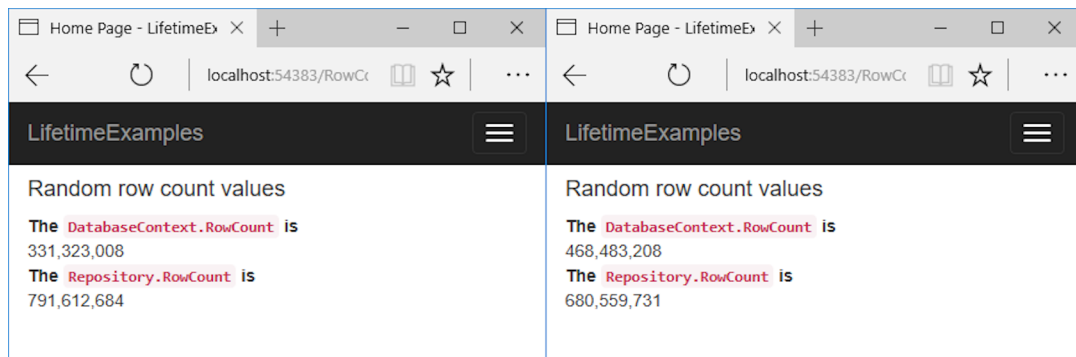 Home Page - LifetimeEx
localhost:54383/RowCo
LifetimeExamples
Random row count values
The DatabaseContext.RowCount is
331,323,008
The Repository.RowCount is
791,612,684
Home Page - LifetimeEx
localhost:54383/RowCo
LifetimeExamples
Random row count values
The DatabaseContext.RowCount is
468,483,208
The Repository.RowCount is
680,559,731